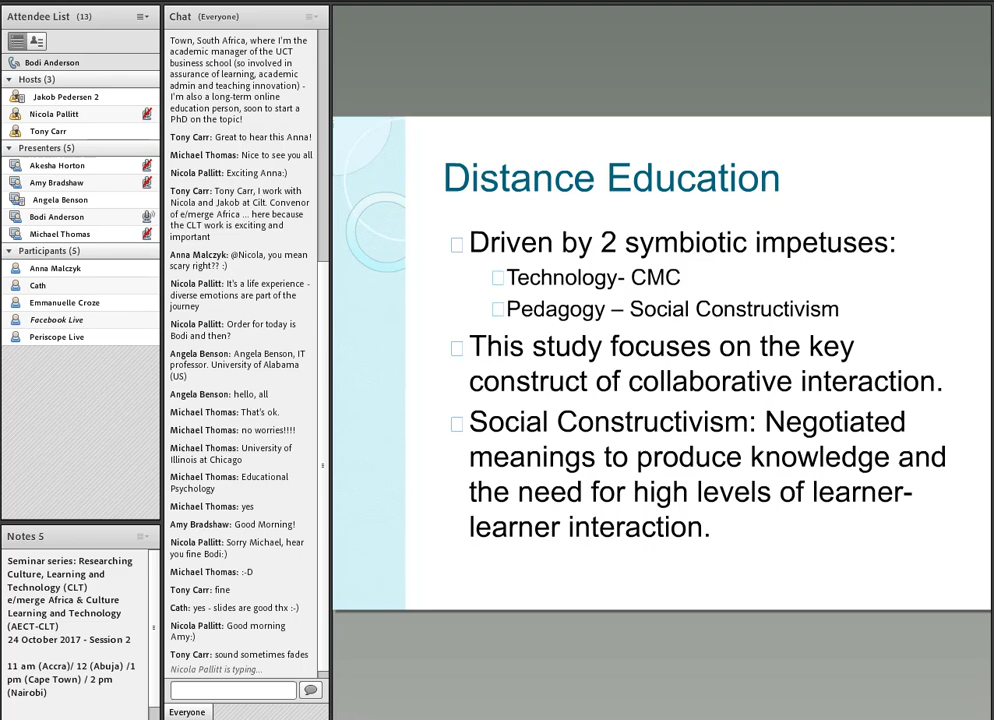 Attendee List (13)
Bodi Anderson
Hosts (3)
Jakob Pedersen 2
Nicola Pallitt
Tony Carr
Presenters (5)
Akesha Horton
Amy Bradshaw
Angela Benson
Bodi Anderson
Michael Thomas
Participants (5)
Anna Malczyk
Cath
Emmanuelle Croze
Facebook Live
Periscope Live
Notes 5
Seminar series: Researching
Culture, Learning and
Technology (CLT)
e/merge Africa & Culture
Learning and Technology
(AECT-CLT)
24 October 2017 - Session 2
11 am (Accra)/ 12 (Abuja) /1
pm (Cape Town) / 2 pm
(Nairobi)
Chat (Everyone)
Town, South Africa, where I'm the
academic manager of the UCT
business school (so involved in
assurance of learning, academic
admin and teaching innovation) -
I'm also a long-term online
education person, soon to start a
PhD on the topic!
Tony Carr: Great to hear this Anna!
Michael Thomas: Nice to see you all
Nicola Pallitt: Exciting Anna:)
Tony Carr: Tony Carr, I work with
Nicola and Jakob at Cilt. Convenor
of e/merge Africa ... here because
the CLT work is exciting and
important
Anna Malczyk: @Nicola, you mean
scary right?? :)
Nicola Pallitt: It's a life experience -
diverse emotions are part of the
journey
Nicola Pallitt: Order for today is
Bodi and then?
Angela Benson: Angela Benson, IT
professor. University of Alabama
(US)
Angela Benson: hello, all
Michael Thomas: That's ok.
Michael Thomas: no worries!!!!
Michael Thomas: University of
Illinois at Chicago
Michael Thomas: Educational
Psychology
Michael Thomas: yes
Amy Bradshaw: Good Morning!
Nicola Pallitt: Sorry Michael, hear
you fine Bodi:)
Michael Thomas: :-D
Tony Carr: fine
Cath: yes - slides are good thx :-)
Nicola Pallitt: Good morning
Amy:)
Tony Carr: sound sometimes fades
Nicola Pallitt is typing...
Everyone
Distance Education
Driven by 2 symbiotic impetuses:
Technology- CMC
Pedagogy – Social Constructivism
This study focuses on the key
construct of collaborative interaction.
Social Constructivism: Negotiated
meanings to produce knowledge and
the need for high levels of learner-
learner interaction.